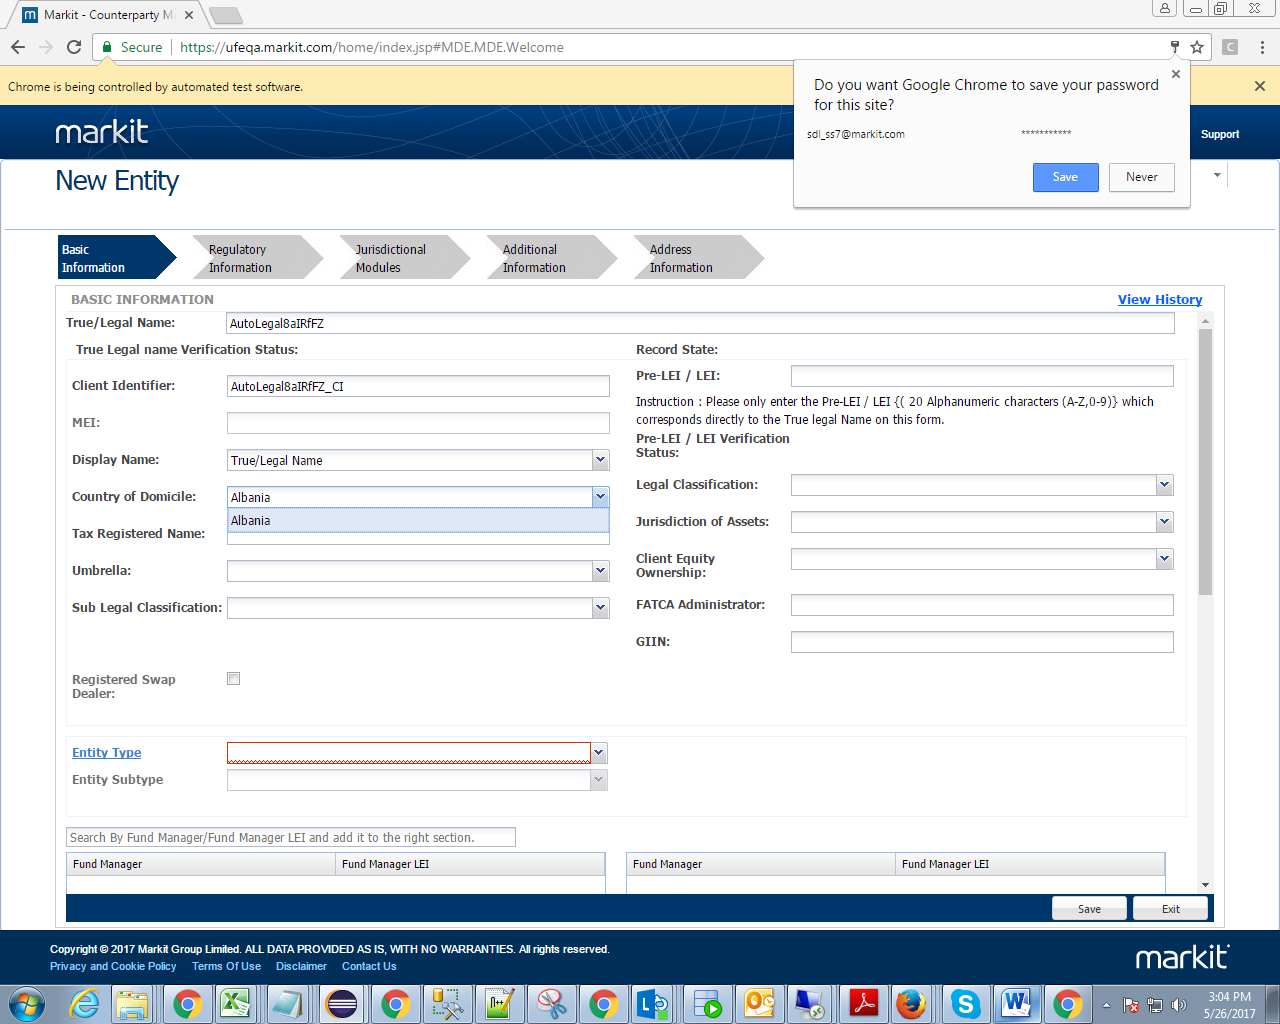 Markit - Counterparty M
Secure
https://ufeqa.markit.com/home/index.jsp#MDE.MDE.Welcome
Chrome is being controlled by automated test software.
Do you want Google Chrome to save your password
for this site?
sdl_ss7@markit.com ***********
Save Never
markit
Support
New Entity
Basic
Information
Regulatory
Information
Jurisdictional
Modules
Additional
Information
Address
Information
BASIC INFORMATION
View History
True/Legal Name: AutoLegal8aIRfFZ
True Legal name Verification Status:
Record State:
Client Identifier: AutoLegal8aIRfFZ_CI
Pre-LEI / LEI:
Instruction : Please only enter the Pre-LEI / LEI {( 20 Alphanumeric characters (A-Z,0-9)} which
corresponds directly to the True legal Name on this form.
MEI:
Pre-LEI / LEI Verification
Status:
Display Name: True/Legal Name
Legal Classification:
Country of Domicile: Albania
Albania
Jurisdiction of Assets:
Tax Registered Name:
Client Equity
Ownership:
Umbrella:
FATCA Administrator:
Sub Legal Classification:
GIIN:
Registered Swap
Dealer:
Entity Type
Entity Subtype
Search By Fund Manager/Fund Manager LEI and add it to the right section.
Fund Manager Fund Manager LEI Fund Manager Fund Manager LEI
Save Exit
Copyright © 2017 Markit Group Limited. ALL DATA PROVIDED AS IS, WITH NO WARRANTIES. All rights reserved.
Privacy and Cookie Policy Terms Of Use Disclaimer Contact Us
markit
3:04 PM
5/26/2017